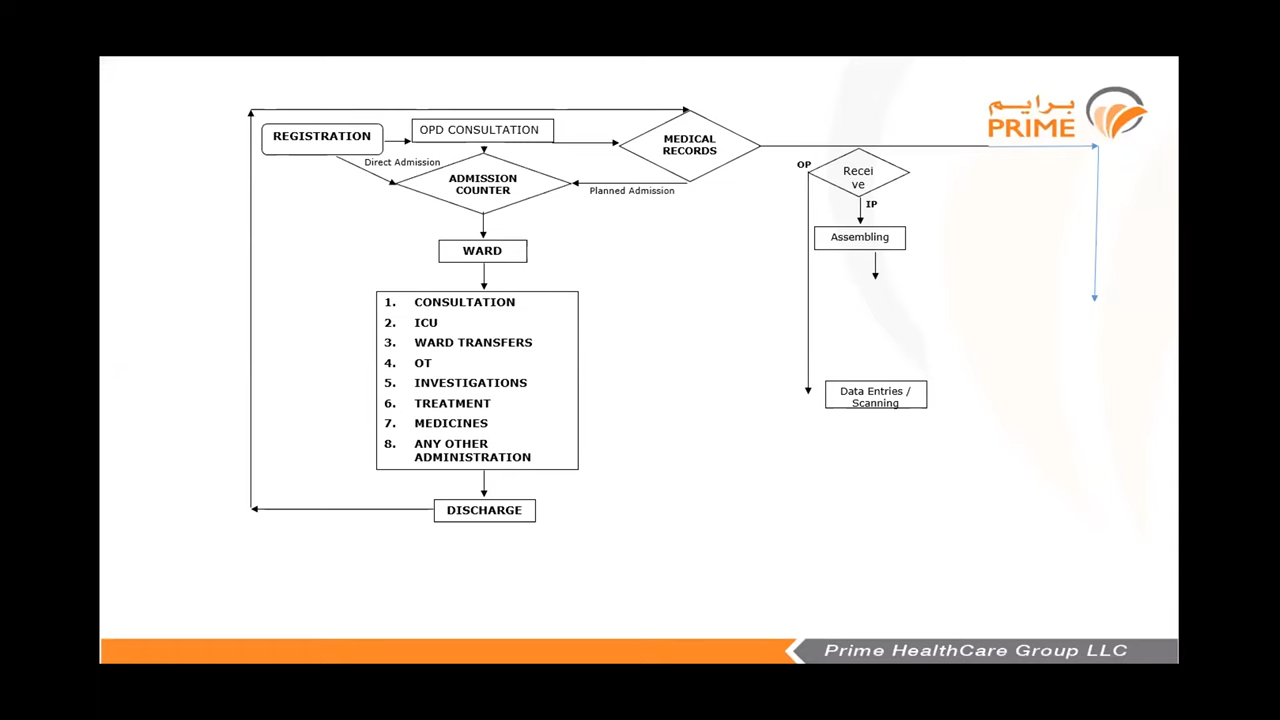 برايم
PRIME
REGISTRATION
OPD CONSULTATION
MEDICAL
RECORDS
Direct Admission
ADMISSION
COUNTER
Planned Admission
OP
Recei
ve
IP
Assembling
WARD
1. CONSULTATION
2. ICU
3. WARD TRANSFERS
4. OT
5. INVESTIGATIONS
6. TREATMENT
7. MEDICINES
8. ANY OTHER
ADMINISTRATION
Data Entries /
Scanning
DISCHARGE
Prime HealthCare Group LLC